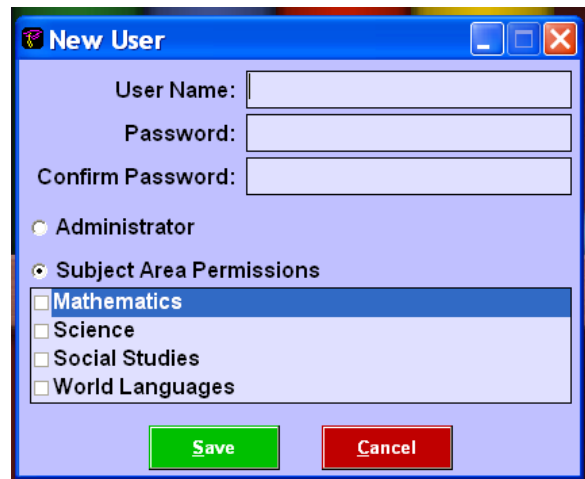 New User
User Name:
Password:
Confirm Password:
Administrator
Subject Area Permissions
Mathematics
Science
Social Studies
World Languages
Save Cancel